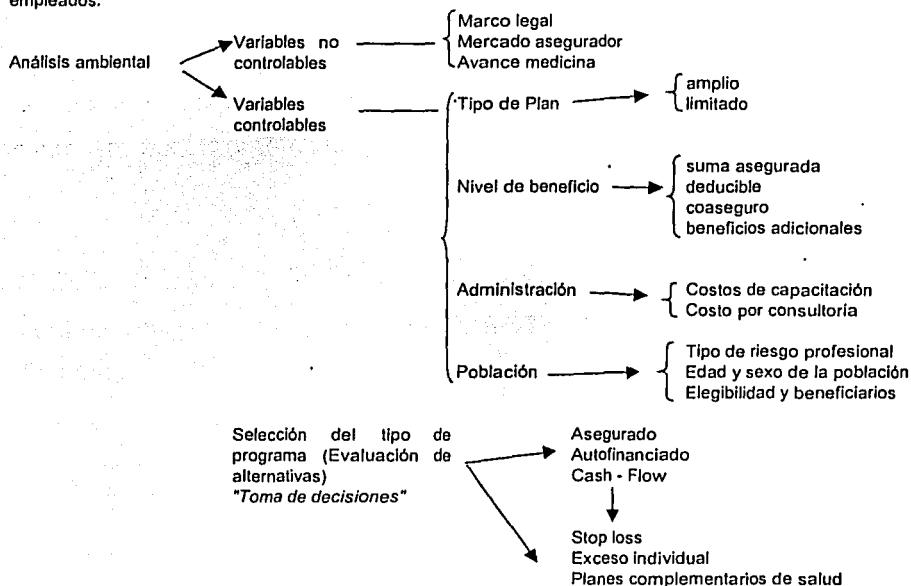 empleados.
Análisis ambiental
Variables no
controlables
Marco legal
Mercado asegurador
Avance medicina
Variables
controlables
Tipo de Plan
amplio
limitado
Nivel de beneficio
suma asegurada
deducible
coaseguro
beneficios adicionales
Administración
Costos de capacitación
Costo por consultoría
Población
Tipo de riesgo profesional
Edad y sexo de la población
Elegibilidad y beneficiarios
Selección del tipo de
programa (Evaluación de
alternativas)
"Toma de decisiones"
Asegurado
Autofinanciado
Cash - Flow
Stop loss
Exceso individual
Planes complementarios de salud